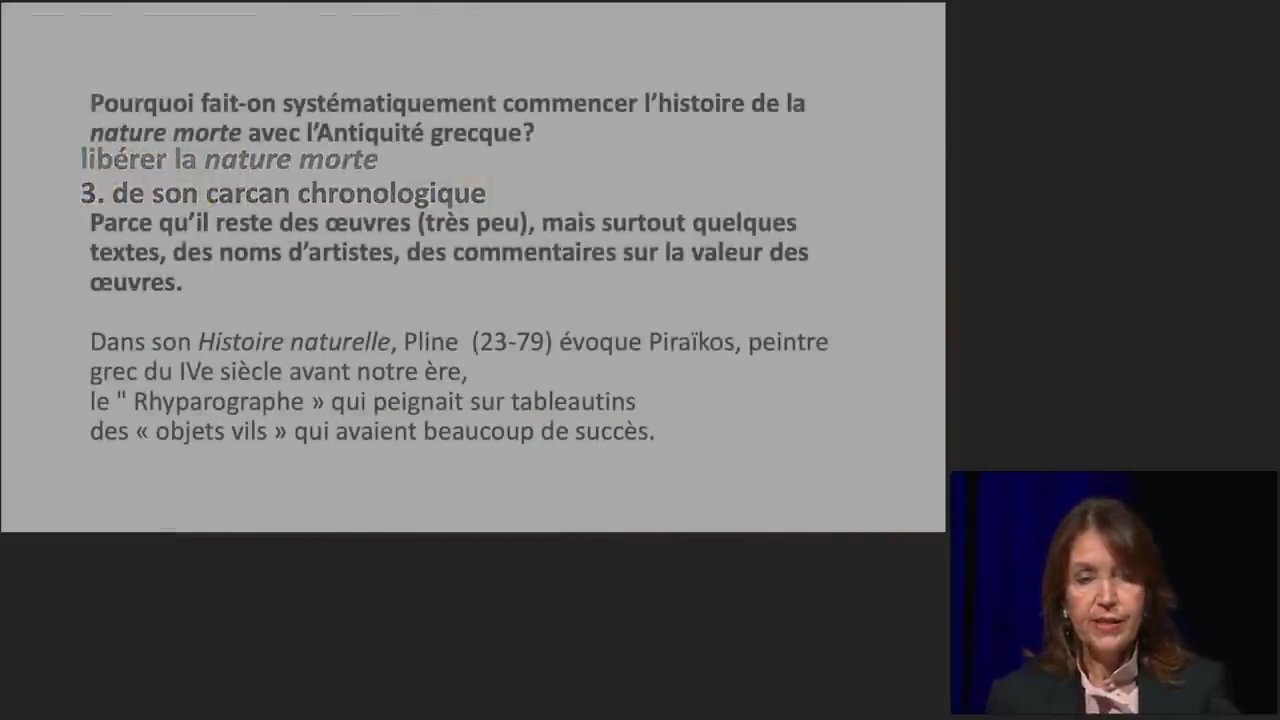 Pourquoi fait-on systématiquement commencer l’histoire de la
nature morte avec l’Antiquité grecque?
libérer la nature morte
3. de son carcan chronologique
Parce qu’il reste des œuvres (très peu), mais surtout quelques
textes, des noms d’artistes, des commentaires sur la valeur des
œuvres.
Dans son Histoire naturelle, Pline (23-79) évoque Piraïkos, peintre
grec du IVe siècle avant notre ère,
le " Rhyparographe » qui peignait sur tableautins
des « objets vils » qui avaient beaucoup de succès.